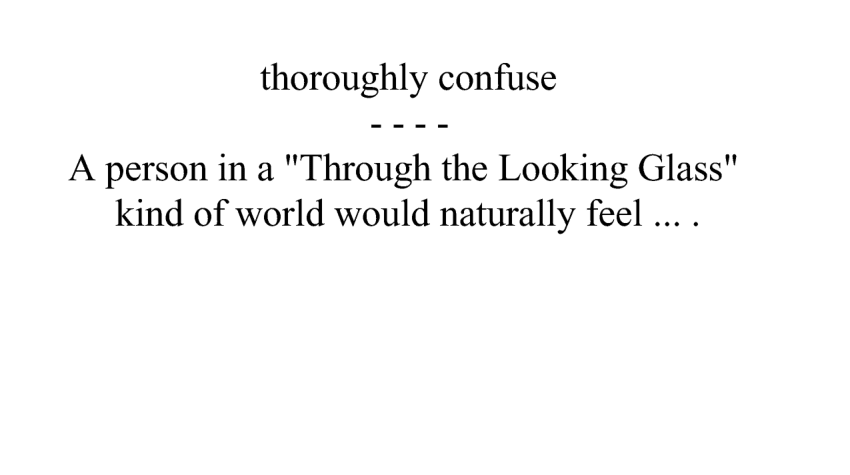 thoroughly confuse
- - - -
A person in a "Through the Looking Glass"
kind of world would naturally feel ... .